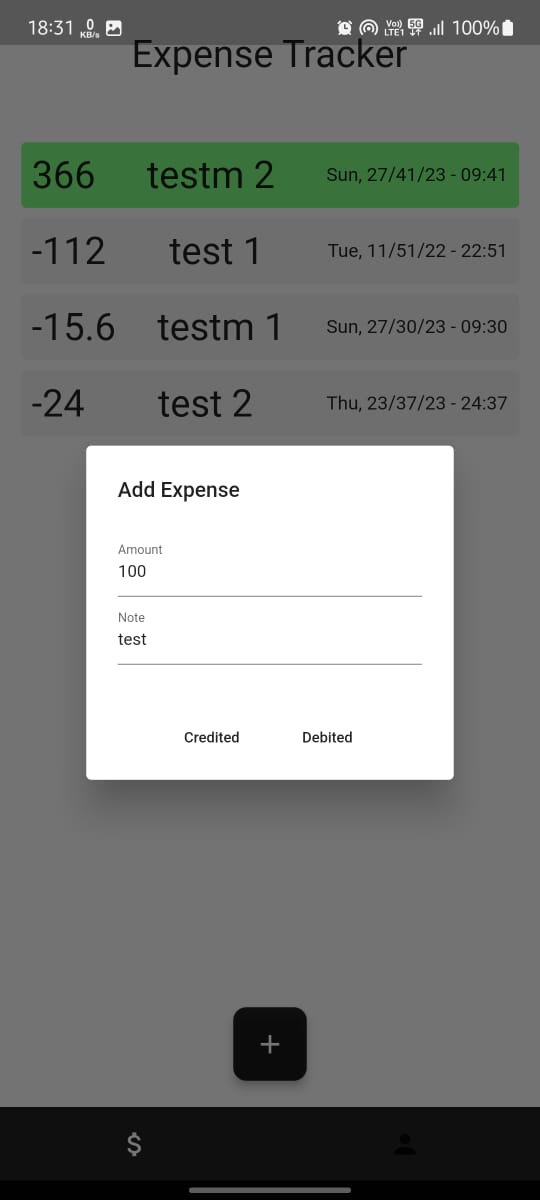 18:31 0 KB/s Vo)) LTE1 5G 100%
Expense Tracker
366 testm 2 Sun, 27/41/23 - 09:41
-112 test 1 Tue, 11/51/22 - 22:51
-15.6 testm 1 Sun, 27/30/23 - 09:30
-24 test 2 Thu, 23/37/23 - 24:37
Add Expense
Amount
100
Note
test
Credited Debited
+
$